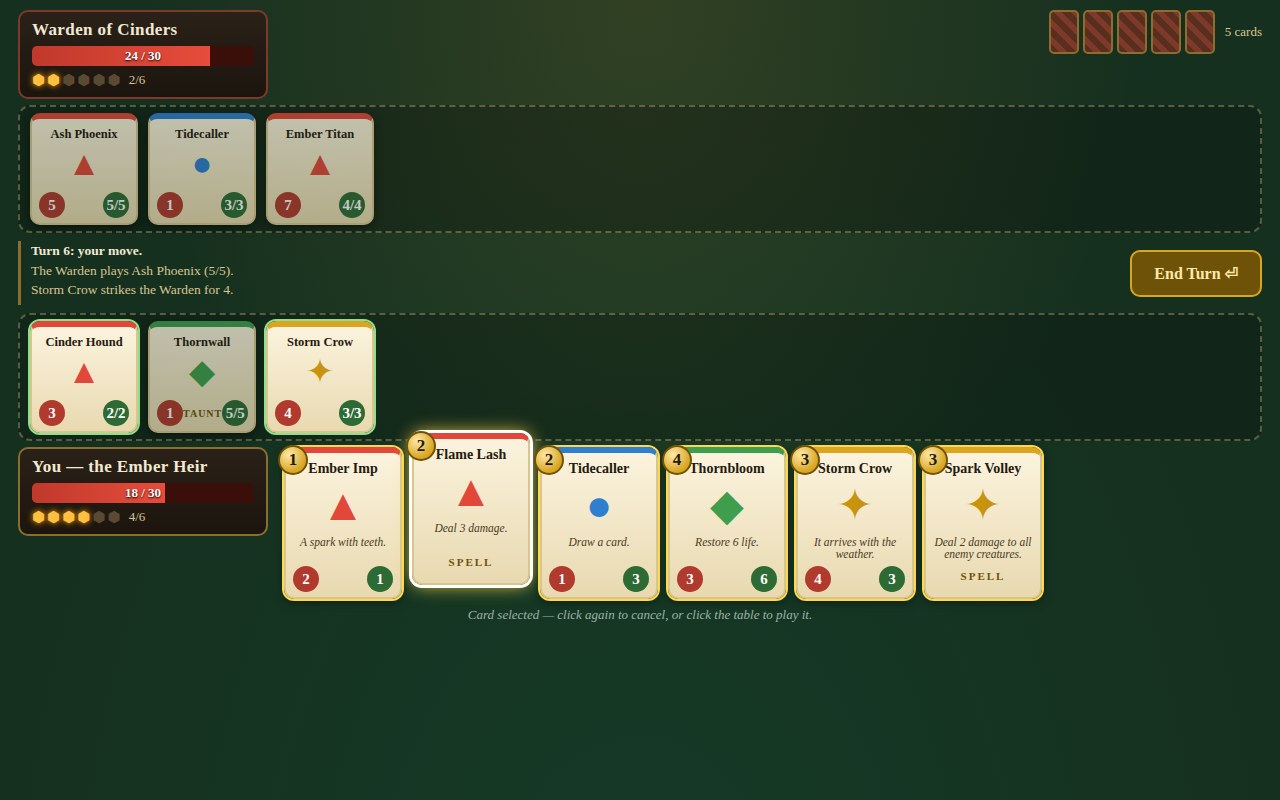 Warden of Cinders
24 / 30
2/6
5 cards
Ash Phoenix
5
5/5
Tidecaller
1
3/3
Ember Titan
7
4/4
Turn 6: your move.
The Warden plays Ash Phoenix (5/5).
Storm Crow strikes the Warden for 4.
End Turn ⏎
Cinder Hound
3
2/2
Thornwall
1
TAUNT
5/5
Storm Crow
4
3/3
You — the Ember Heir
18 / 30
4/6
1
Ember Imp
A spark with teeth.
2
1
2
Flame Lash
Deal 3 damage.
SPELL
2
Tidecaller
Draw a card.
1
3
4
Thornbloom
Restore 6 life.
3
6
3
Storm Crow
It arrives with the
weather.
4
3
3
Spark Volley
Deal 2 damage to all
enemy creatures.
SPELL
Card selected — click again to cancel, or click the table to play it.